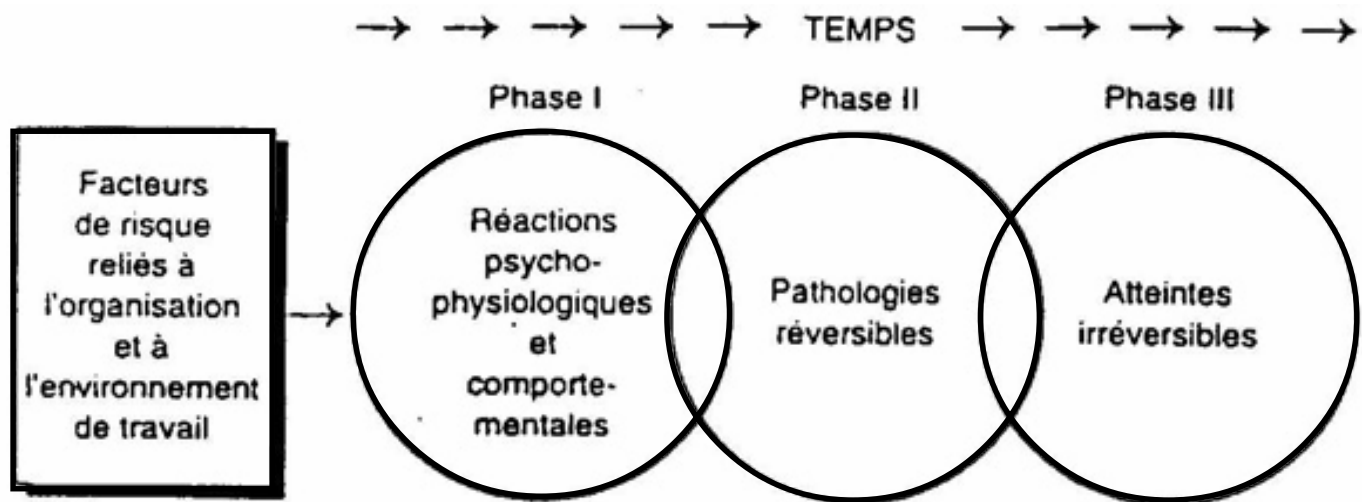 → → → → → TEMPS → → → → →
Phase I
Phase II
Phase III
Facteurs
de risque
reliés à
l'organisation
et à
l'environnement
de travail
→
Réactions
psycho-
physiologiques
et
comporte-
mentales
Pathologies
réversibles
Atteintes
irréversibles